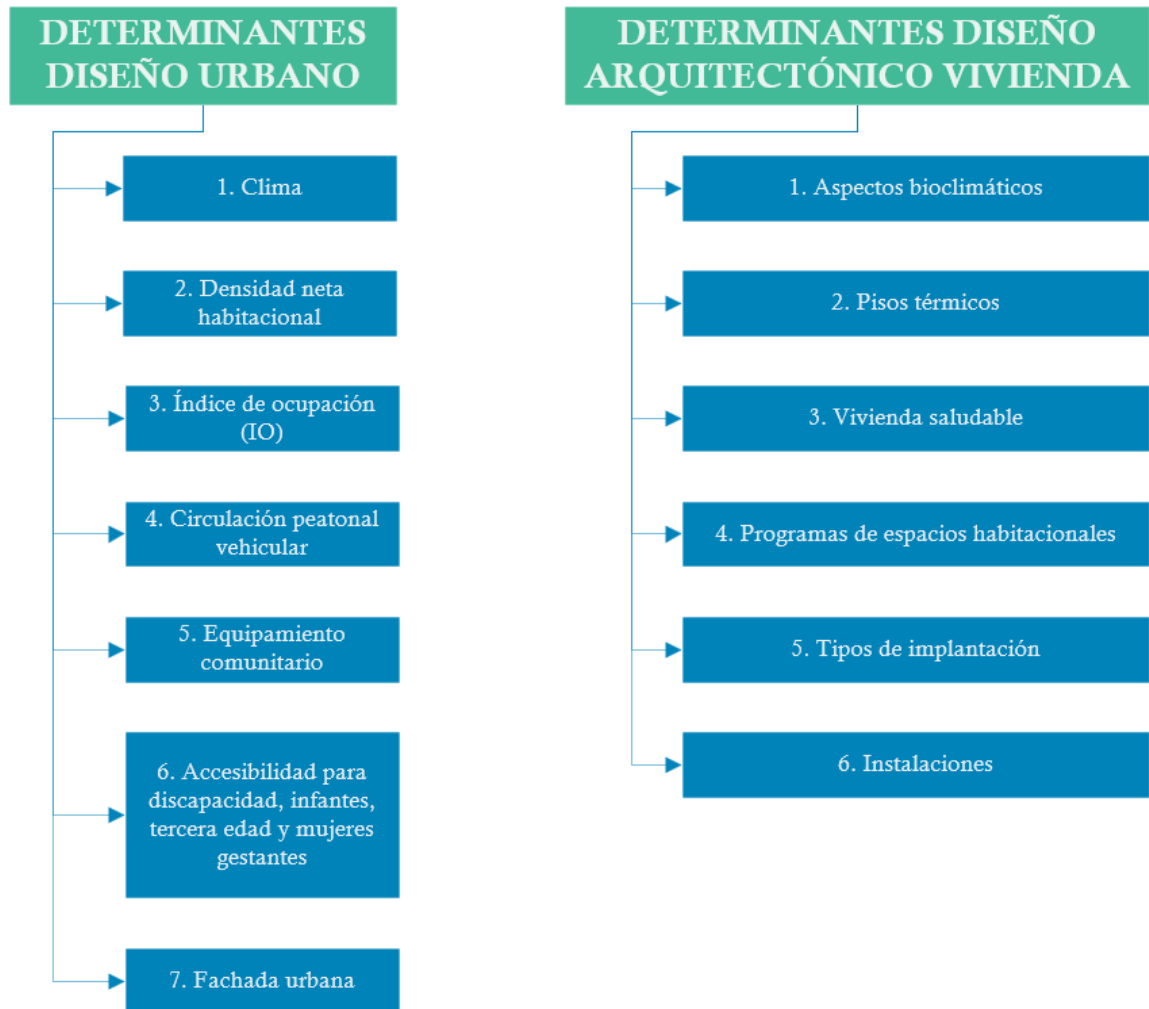 DETERMINANTES
DISEÑO URBANO
1. Clima
2. Densidad neta
habitacional
3. Índice de ocupación
(IO)
4. Circulación peatonal
vehicular
5. Equipamiento
comunitario
6. Accesibilidad para
discapacidad, infantes,
tercera edad y mujeres
gestantes
7. Fachada urbana
DETERMINANTES DISEÑO
ARQUITECTÓNICO VIVIENDA
1. Aspectos bioclimáticos
2. Pisos térmicos
3. Vivienda saludable
4. Programas de espacios habitacionales
5. Tipos de implantación
6. Instalaciones